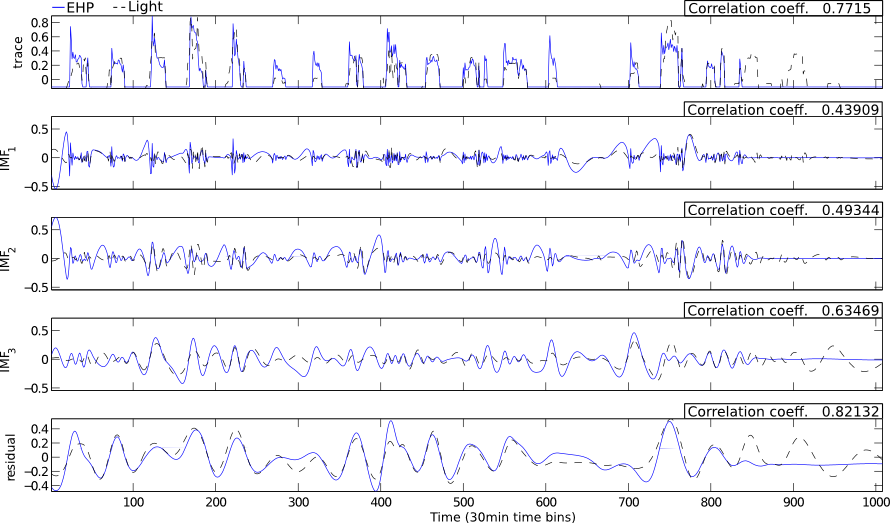 EHP Light
Correlation coeff. 0.7715
0.8
0.6
0.4
0.2
0
trace
Correlation coeff. 0.43909
0.5
0
−0.5
IMF1
Correlation coeff. 0.49344
0.5
0
−0.5
IMF2
Correlation coeff. 0.63469
0.5
0
−0.5
IMF3
Correlation coeff. 0.82132
0.4
0.2
0
−0.2
−0.4
residual
100 200 300 400 500 600 700 800 900 1000
Time (30min time bins)